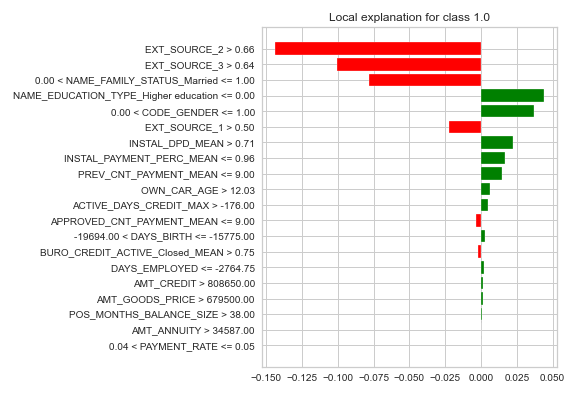 Local explanation for class 1.0
EXT_SOURCE_2 > 0.66
EXT_SOURCE_3 > 0.64
0.00 < NAME_FAMILY_STATUS_Married <= 1.00
NAME_EDUCATION_TYPE_Higher education <= 0.00
0.00 < CODE_GENDER <= 1.00
EXT_SOURCE_1 > 0.50
INSTAL_DPD_MEAN > 0.71
INSTAL_PAYMENT_PERC_MEAN <= 0.96
PREV_CNT_PAYMENT_MEAN <= 9.00
OWN_CAR_AGE > 12.03
ACTIVE_DAYS_CREDIT_MAX > -176.00
APPROVED_CNT_PAYMENT_MEAN <= 9.00
-19694.00 < DAYS_BIRTH <= -15775.00
BURO_CREDIT_ACTIVE_Closed_MEAN > 0.75
DAYS_EMPLOYED <= -2764.75
AMT_CREDIT > 808650.00
AMT_GOODS_PRICE > 679500.00
POS_MONTHS_BALANCE_SIZE > 38.00
AMT_ANNUITY > 34587.00
0.04 < PAYMENT_RATE <= 0.05
−0.150 −0.125 −0.100 −0.075 −0.050 −0.025 0.000 0.025 0.050